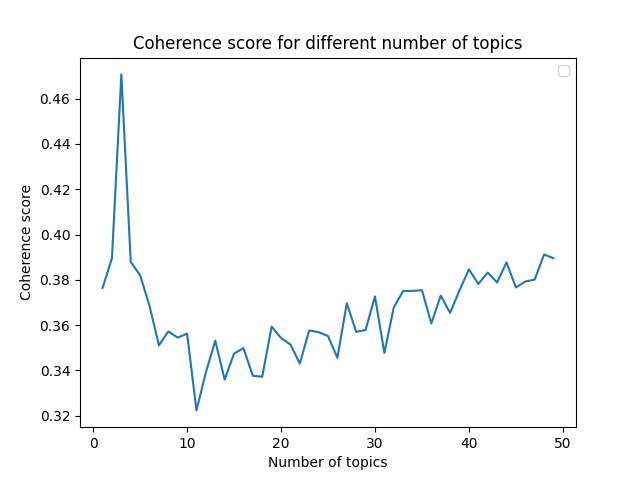 Coherence score for different number of topics
0.46
0.44
0.42
0.40
0.38
0.36
0.34
0.32
Coherence score
0 10 20 30 40 50
Number of topics